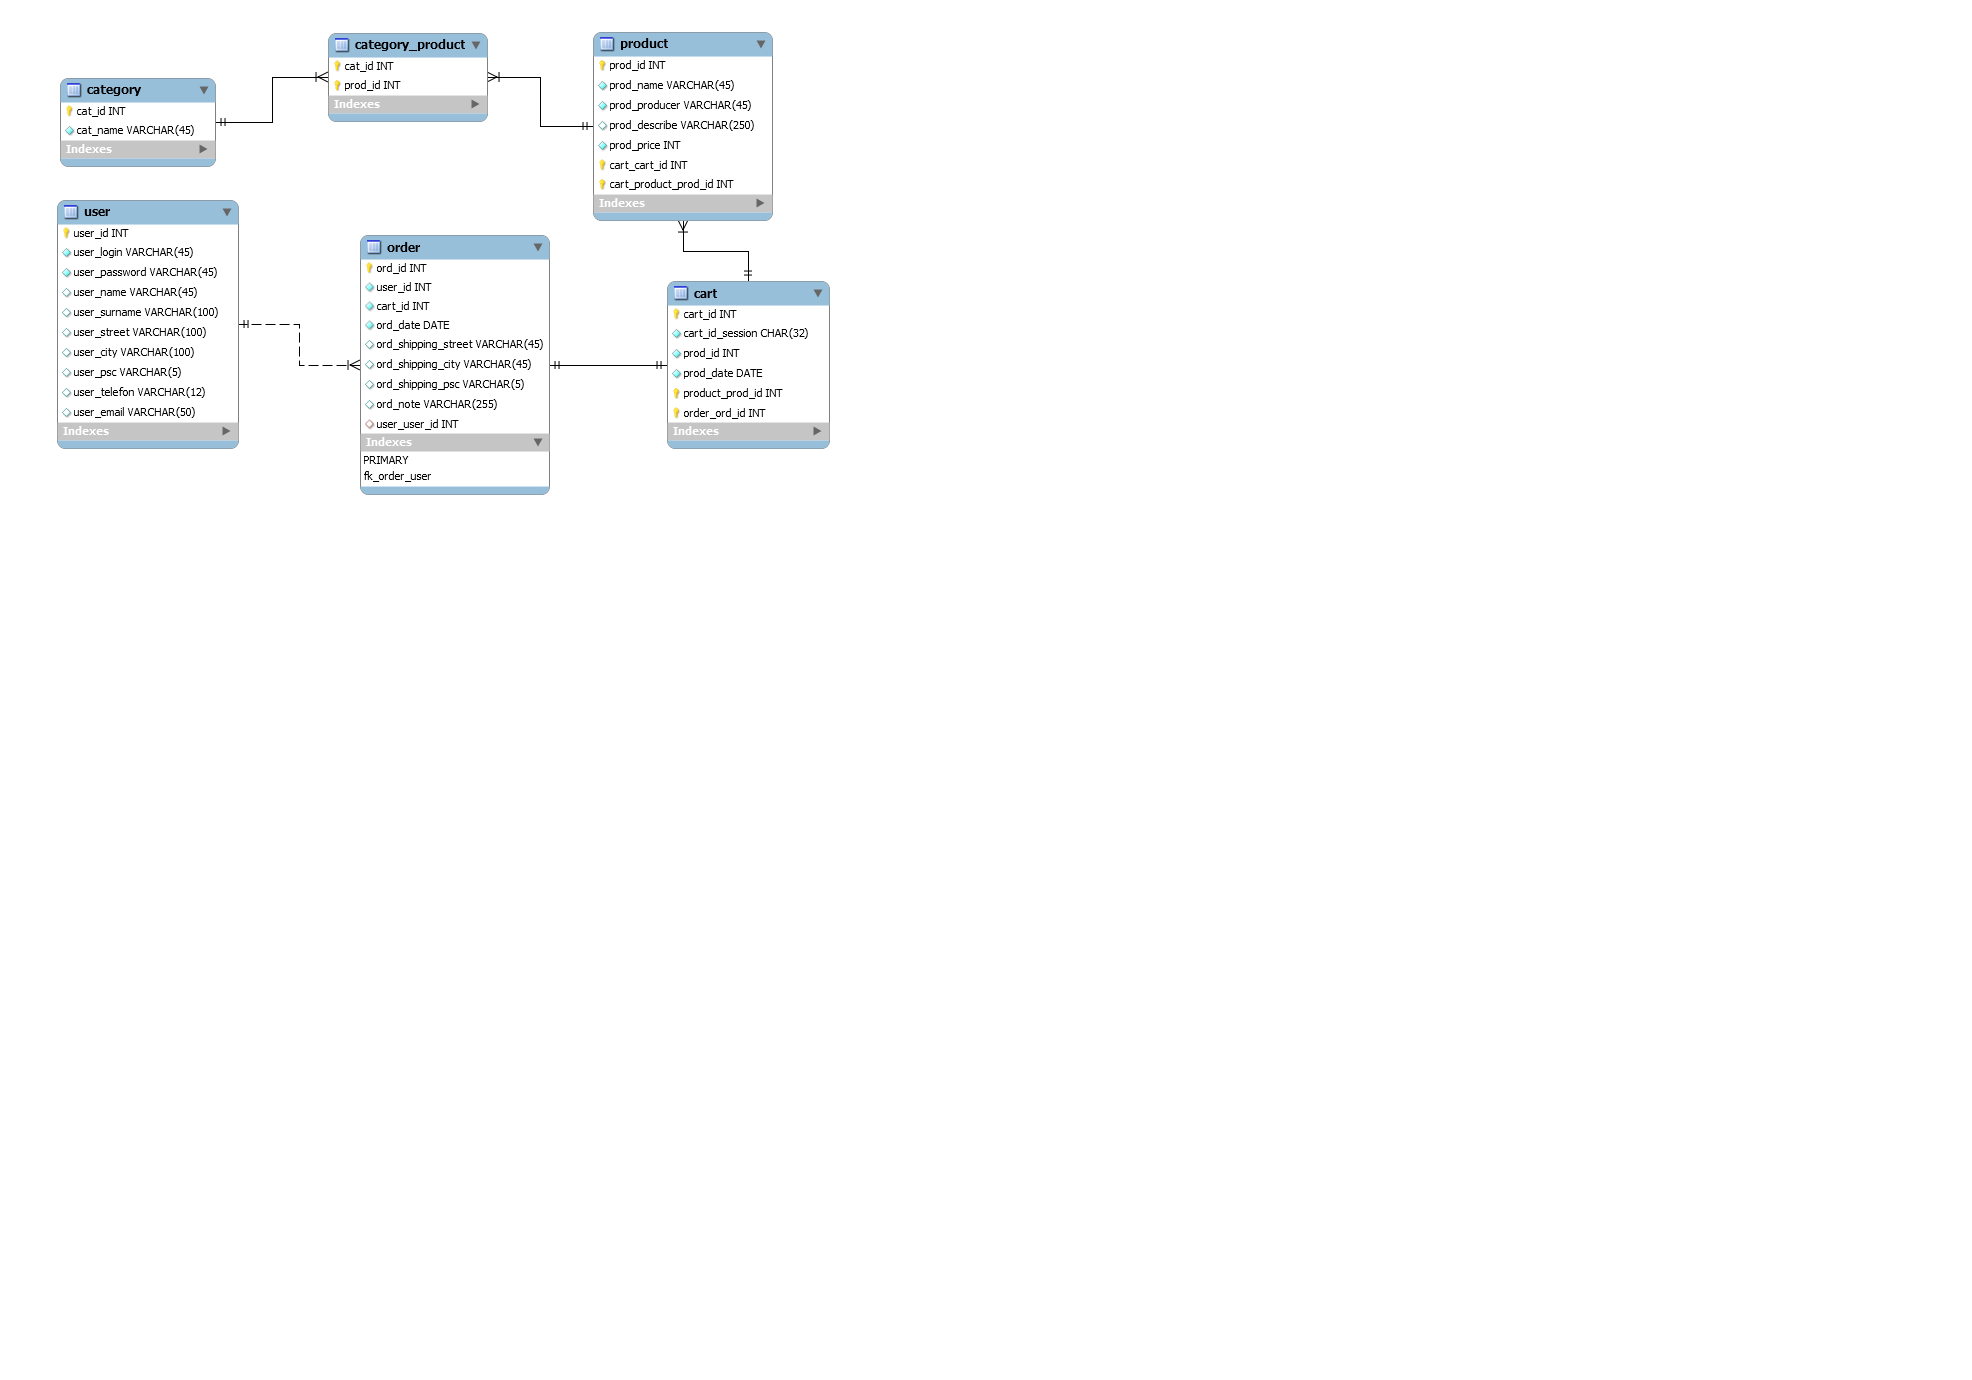 category
cat_id INT
cat_name VARCHAR(45)
Indexes
category_product
cat_id INT
prod_id INT
Indexes
product
prod_id INT
prod_name VARCHAR(45)
prod_producer VARCHAR(45)
prod_describe VARCHAR(250)
prod_price INT
cart_cart_id INT
cart_product_prod_id INT
Indexes
user
user_id INT
user_login VARCHAR(45)
user_password VARCHAR(45)
user_name VARCHAR(45)
user_surname VARCHAR(100)
user_street VARCHAR(100)
user_city VARCHAR(100)
user_psc VARCHAR(5)
user_telefon VARCHAR(12)
user_email VARCHAR(50)
Indexes
order
ord_id INT
user_id INT
cart_id INT
ord_date DATE
ord_shipping_street VARCHAR(45)
ord_shipping_city VARCHAR(45)
ord_shipping_psc VARCHAR(5)
ord_note VARCHAR(255)
user_user_id INT
Indexes
PRIMARY
fk_order_user
cart
cart_id INT
cart_id_session CHAR(32)
prod_id INT
prod_date DATE
product_prod_id INT
order_ord_id INT
Indexes